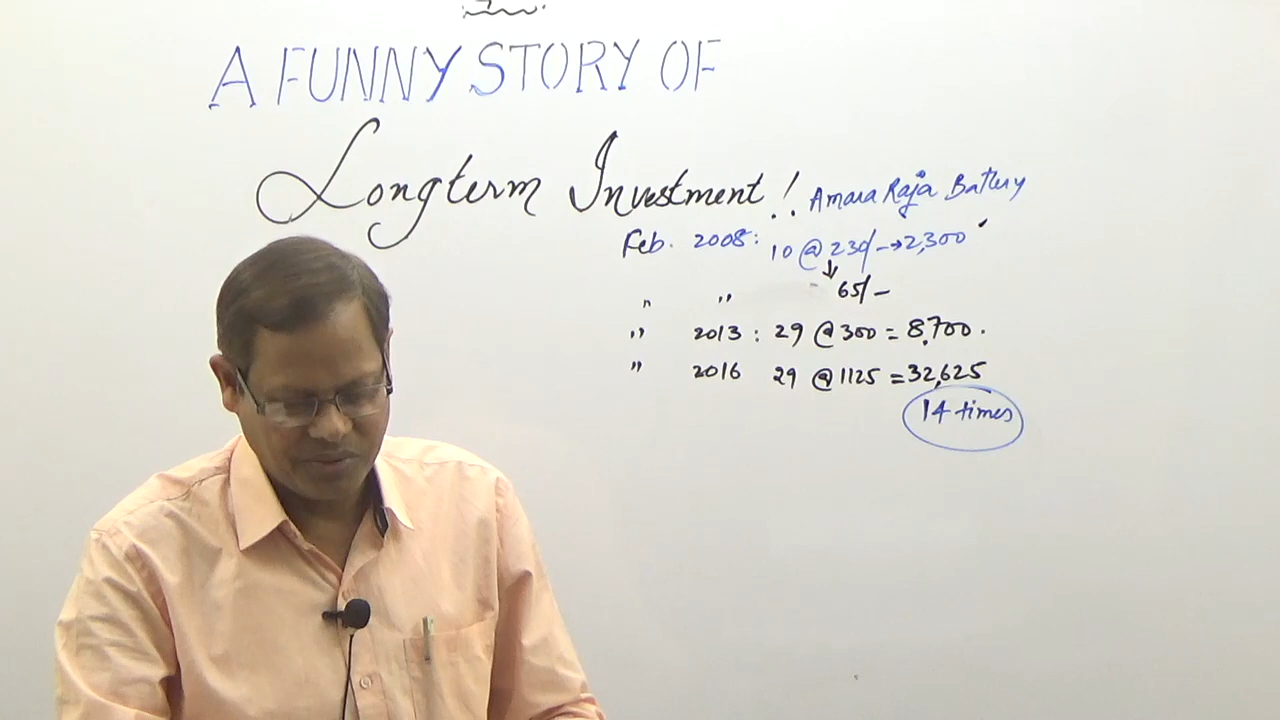 A FUNNY STORY OF
Longterm Investment!! Amara Raja Battery
Feb. 2008: 10 @ 230/- → 2,300
" " ↓ 65/-
" 2013: 29 @ 300 = 8,700.
" 2016 29 @ 1125 = 32,625
14 times